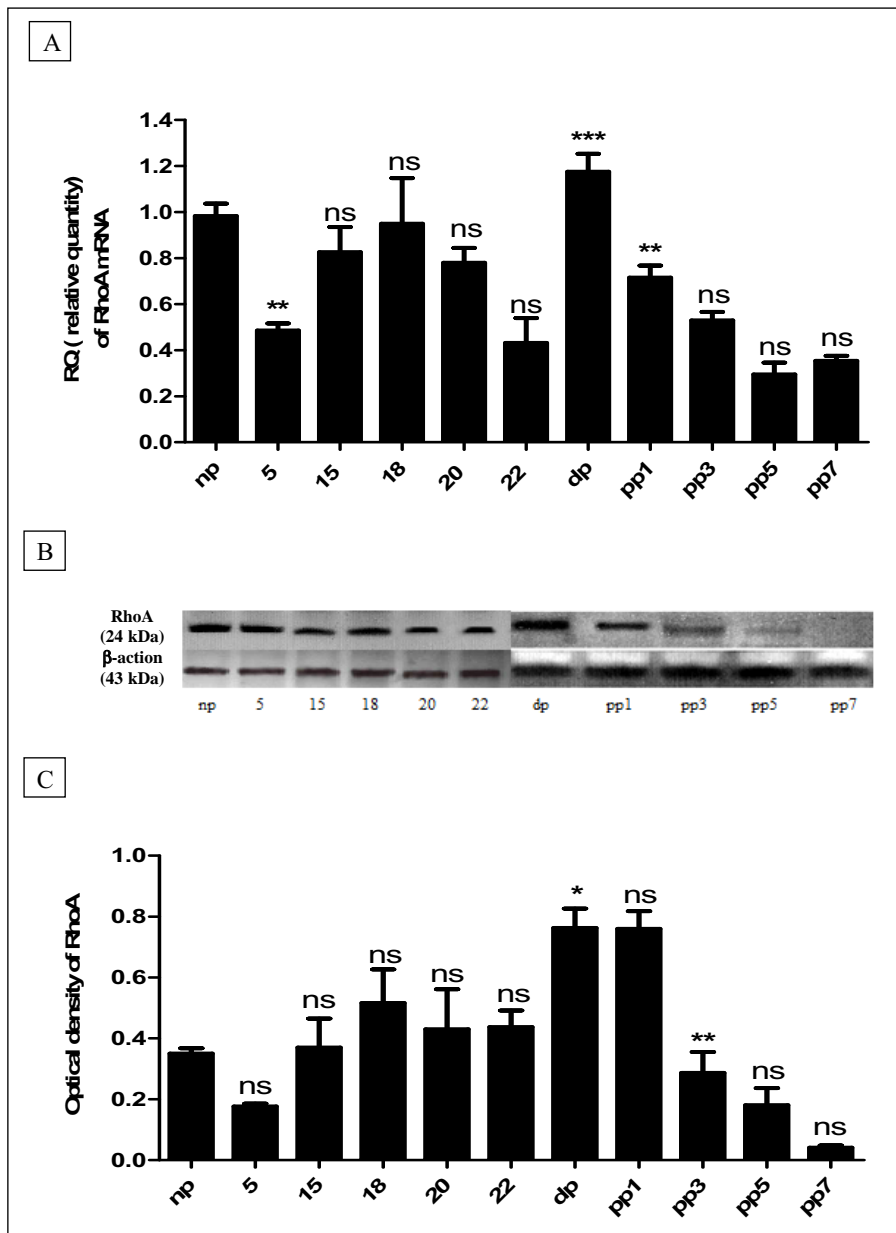 A
RQ ( relative quantity)
of RhoA mRNA
1.4
1.2
1.0
0.8
0.6
0.4
0.2
0.0
** ns ns ns *** ** ns ns ns
np 5 15 18 20 22 dp pp1 pp3 pp5 pp7
B
RhoA
(24 kDa)
β-action
(43 kDa)
np 5 15 18 20 22 dp pp1 pp3 pp5 pp7
C
Optical density of RhoA
1.0
0.8
0.6
0.4
0.2
0.0
ns ns ns ns ns * ns ** ns ns
np 5 15 18 20 22 dp pp1 pp3 pp5 pp7